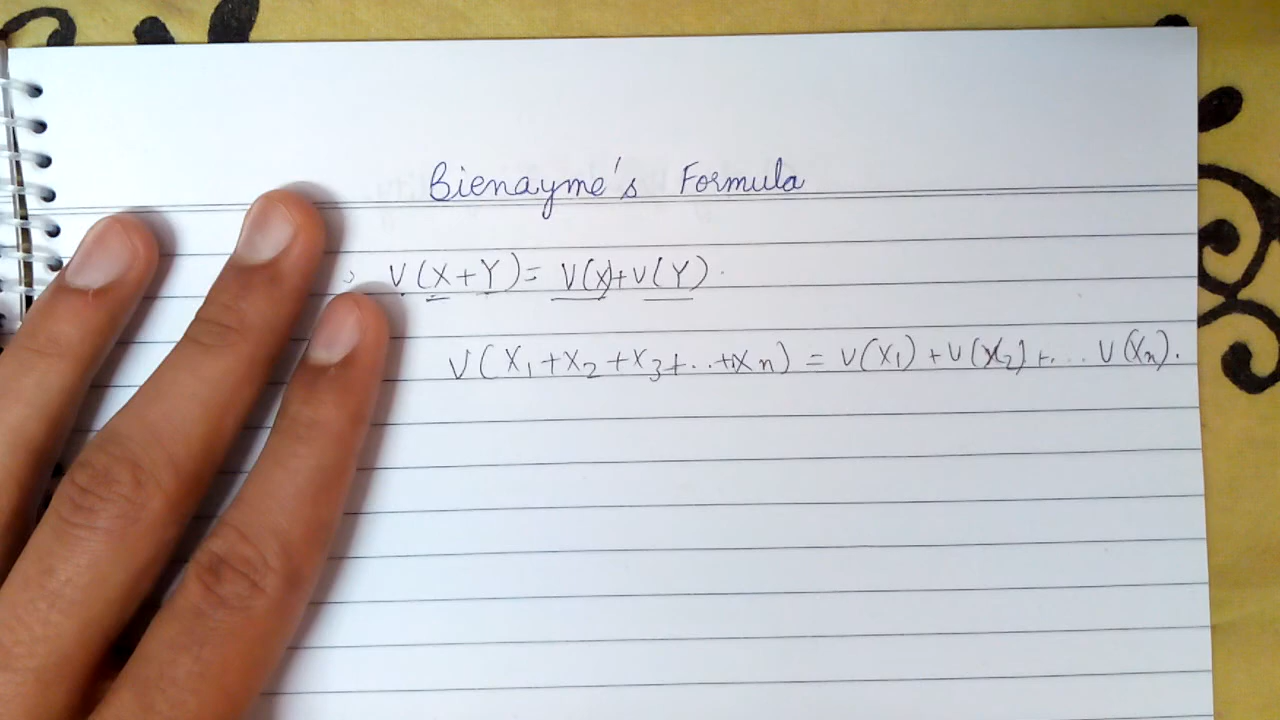 Bienayme's Formula
V(X+Y)= V(X)+V(Y).
V(X₁+X₂+X₃+..+Xn) = V(X₁)+V(X₂)+... V(Xn).